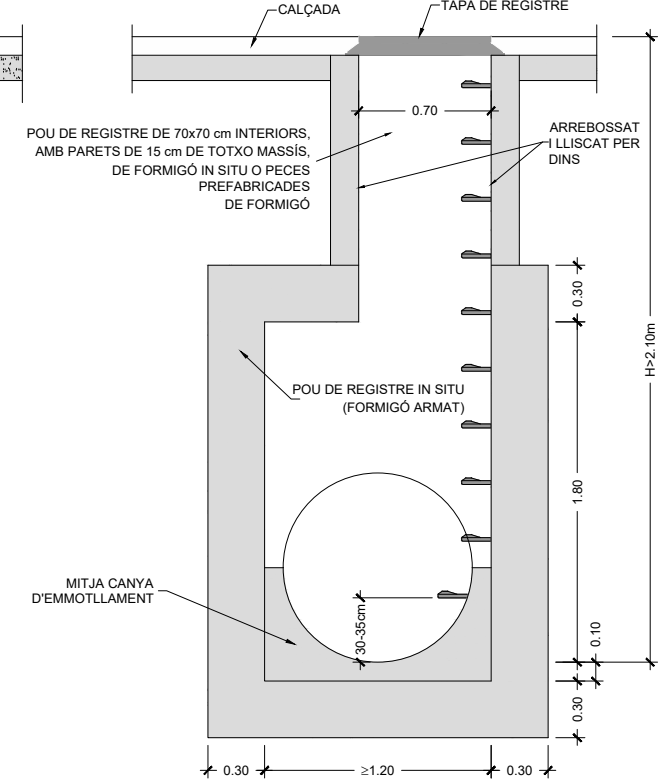 CALÇADA
TAPA DE REGISTRE
0.70
POU DE REGISTRE DE 70x70 cm INTERIORS,
AMB PARETS DE 15 cm DE TOTXO MASSÍS,
DE FORMIGÓ IN SITU O PECES
PREFABRICADES
DE FORMIGÓ
ARREBOSSAT
I LLISCAT PER
DINS
0.30
H>2.10m
POU DE REGISTRE IN SITU
(FORMIGÓ ARMAT)
1.80
MITJA CANYA
D'EMMOTLLAMENT
30-35cm
0.10
0.30
0.30
≥1.20
0.30